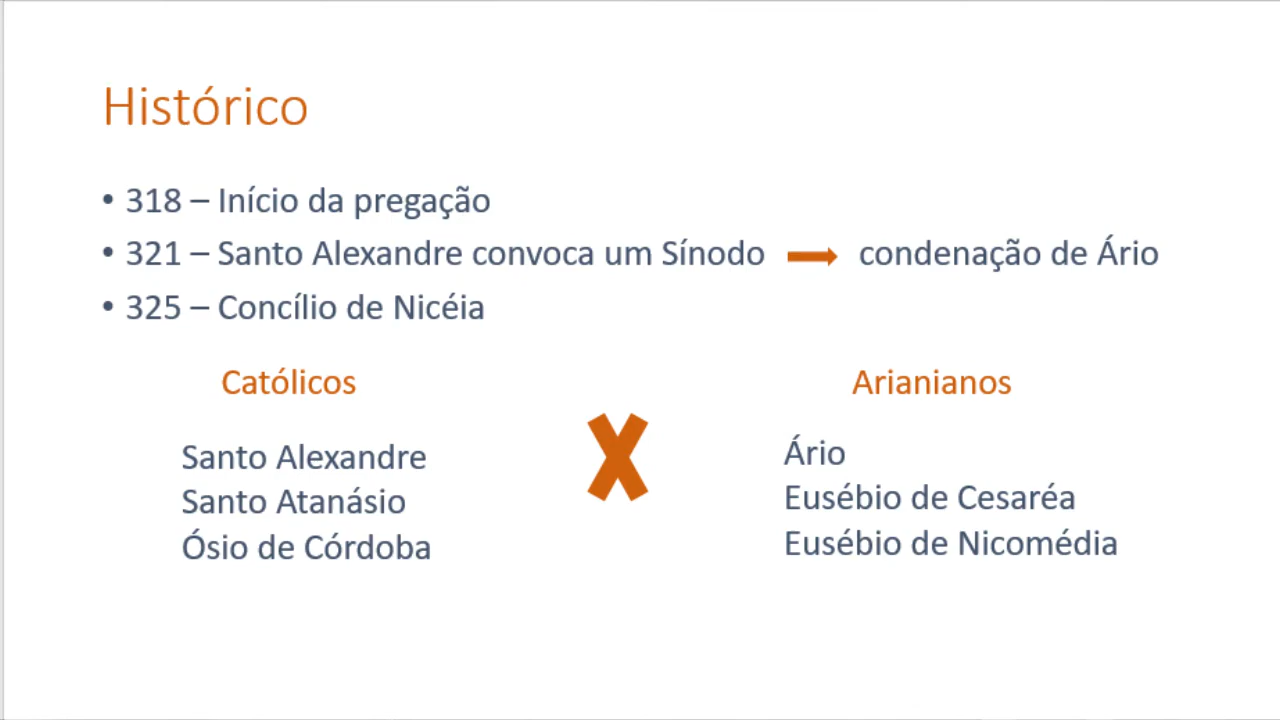 Histórico
• 318 – Início da pregação
• 321 – Santo Alexandre convoca um Sínodo condenação de Ário
• 325 – Concílio de Nicéia
Católicos
Santo Alexandre
Santo Atanásio
Ósio de Córdoba
Arianianos
Ário
Eusébio de Cesaréa
Eusébio de Nicomédia